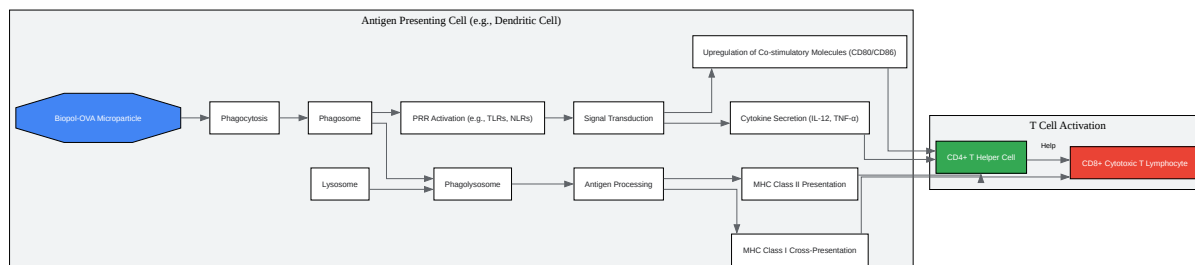 Antigen Presenting Cell (e.g., Dendritic Cell)
Upregulation of Co-stimulatory Molecules (CD80/CD86)
Biopol-OVA Microparticle
Phagocytosis
Phagosome
PRR Activation (e.g., TLRs, NLRs)
Signal Transduction
Cytokine Secretion (IL-12, TNF-α)
T Cell Activation
CD4+ T Helper Cell
Help
CD8+ Cytotoxic T Lymphocyte
Lysosome
Phagolysosome
Antigen Processing
MHC Class II Presentation
MHC Class I Cross-Presentation